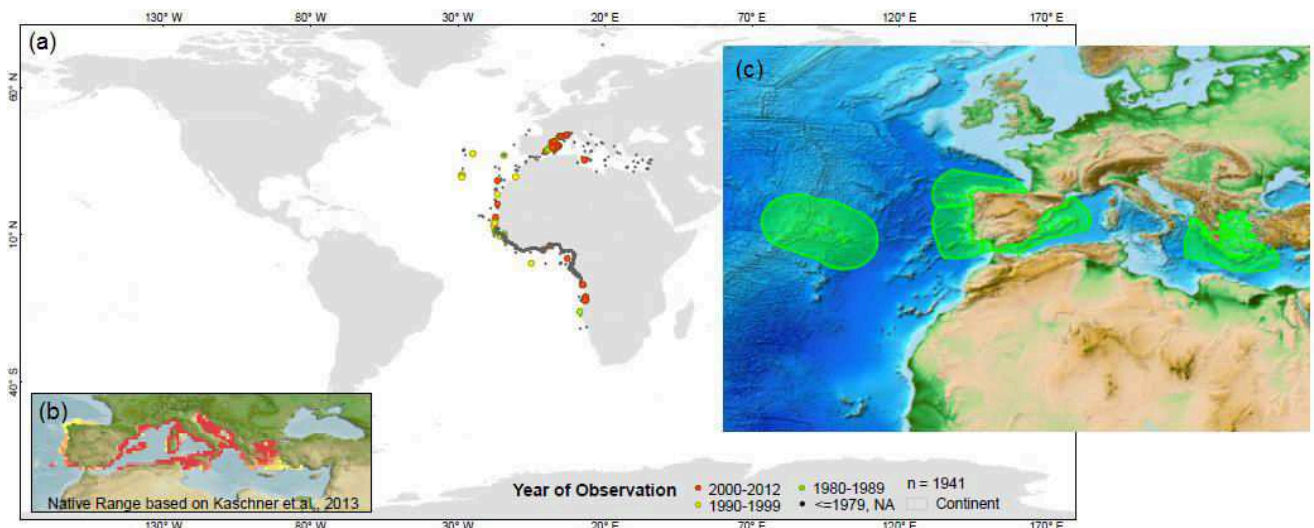 130° W 80° W 30° W 20° E 70° E 120° E 170° E
(a)
(c)
60° N
10° N
40° S
(b)
Native Range based on Kaschner et al., 2013
Year of Observation
2000-2012
1990-1999
1980-1989
<=1979, NA
n = 1941
Continent
130° W 80° W 30° W 20° E 70° E 120° E 170° E